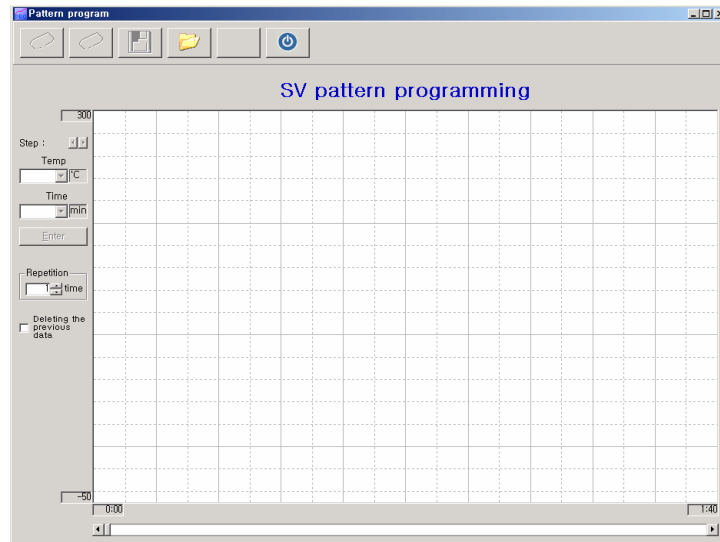 Pattern program
SV pattern programming
300
Step :
Temp
°C
Time
min
Enter
Repetition
1 time
Deleting the
previous
data
-50
0:00
1:40